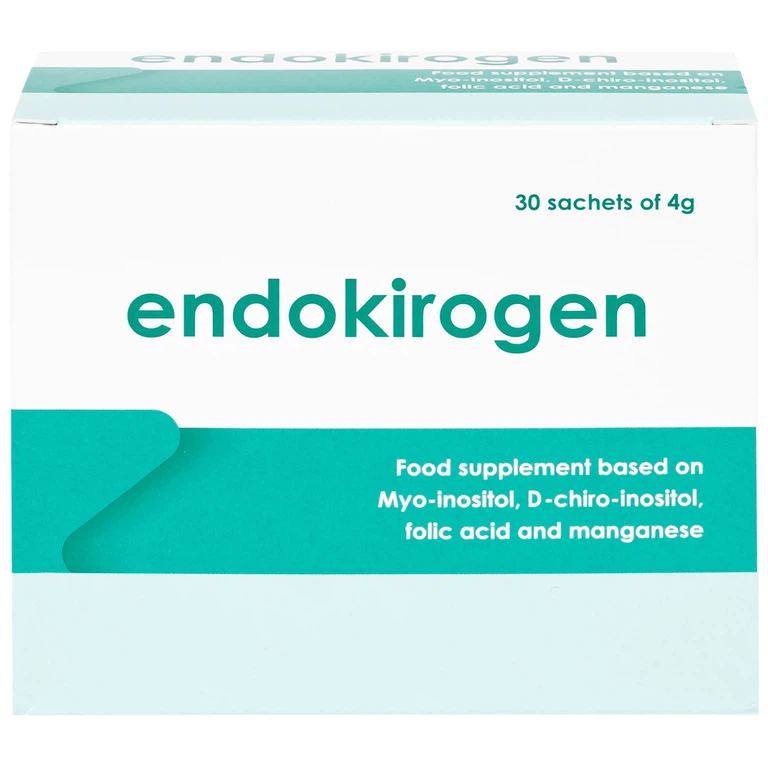 endokirogen
Food supplement based on
Myo-inositol, D-chiro-inositol,
folic acid and manganese
30 sachets of 4g
endokirogen
Food supplement based on
Myo-inositol, D-chiro-inositol,
folic acid and manganese